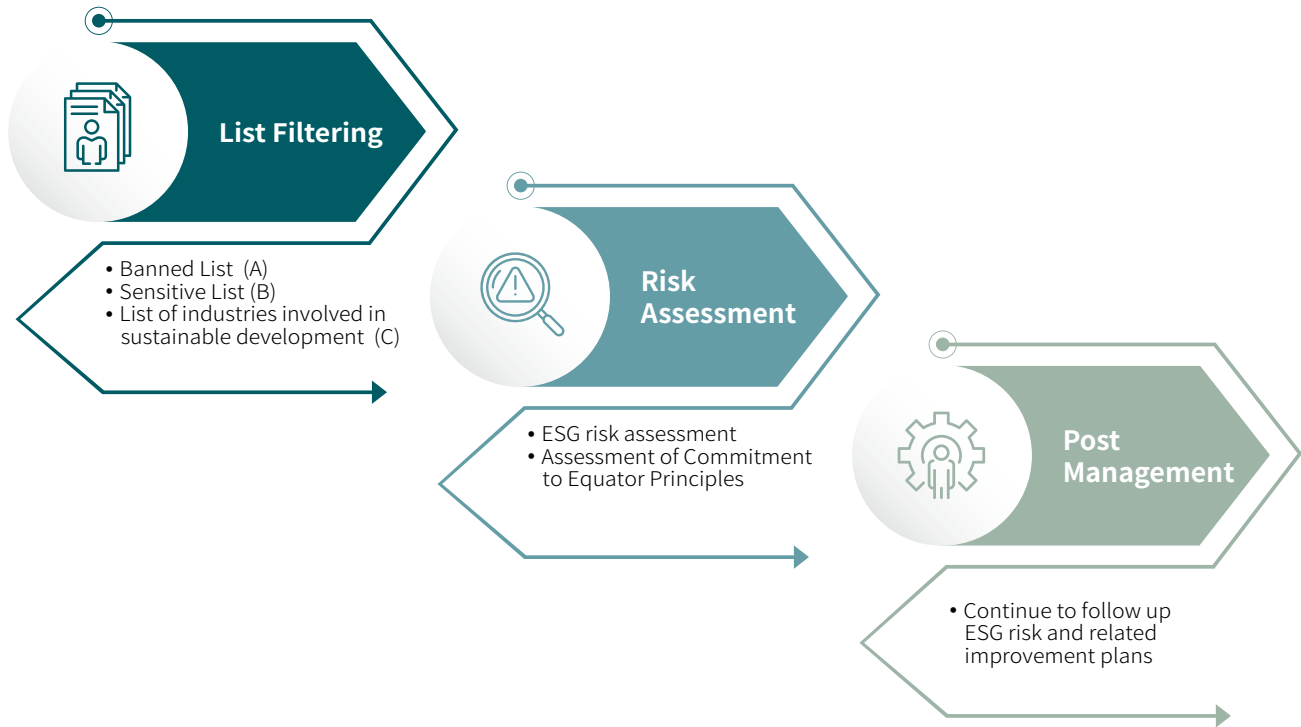 List Filtering
• Banned List (A)
• Sensitive List (B)
• List of industries involved in
sustainable development (C)
Risk
Assessment
• ESG risk assessment
• Assessment of Commitment
to Equator Principles
Post
Management
• Continue to follow up
ESG risk and related
improvement plans